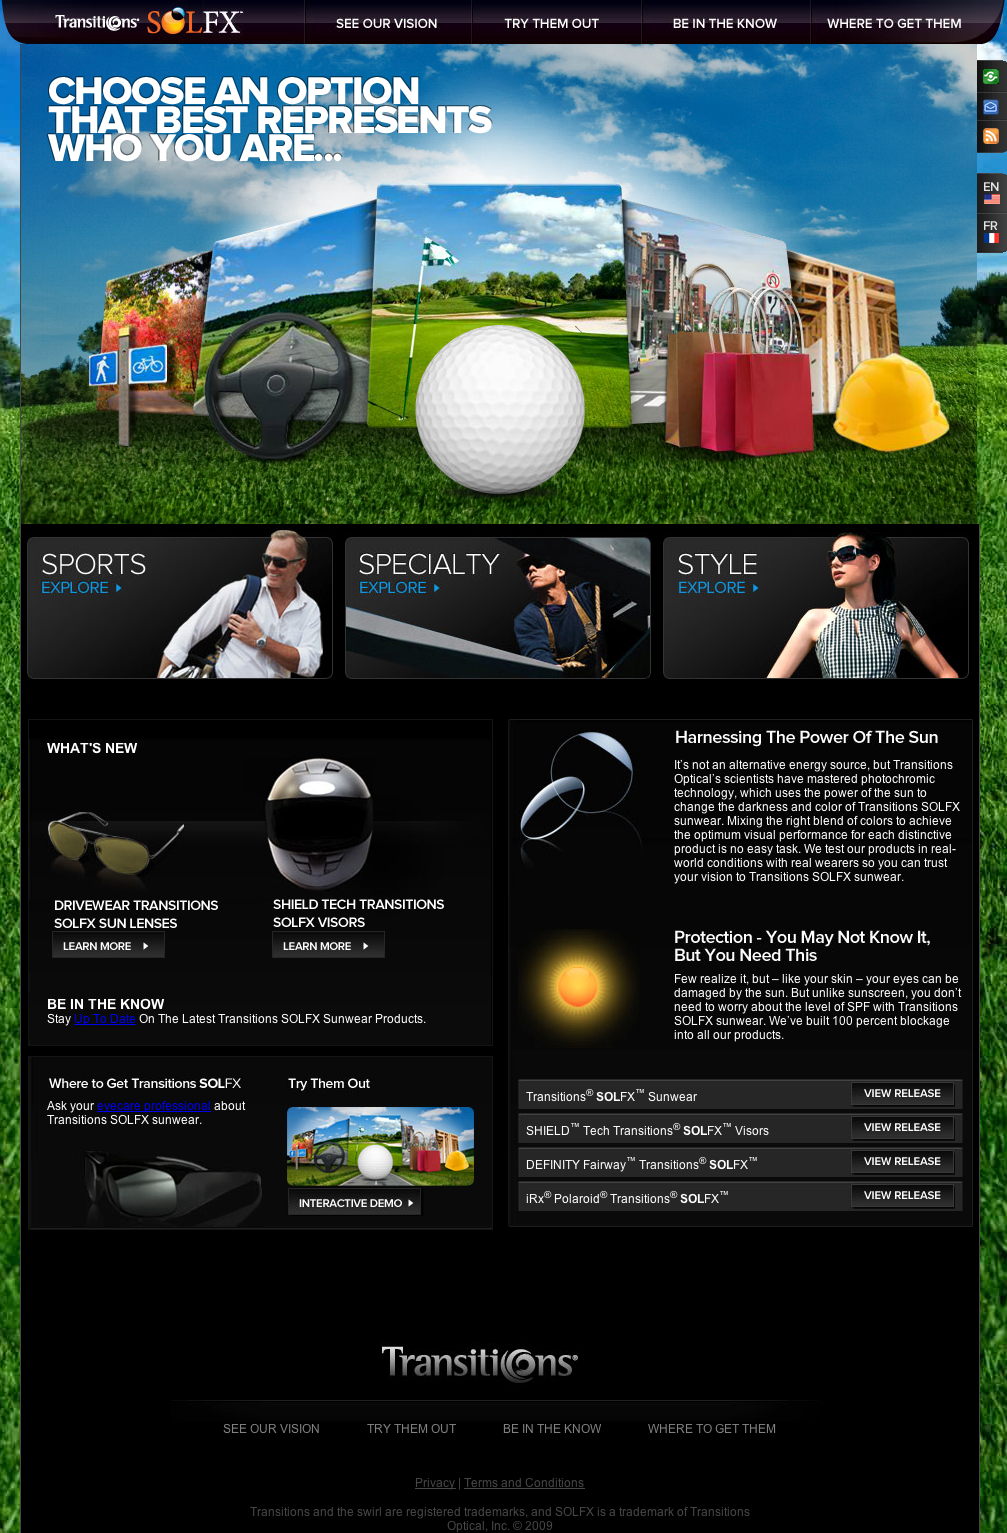 Transitions® SOLFX™
SEE OUR VISION
TRY THEM OUT
BE IN THE KNOW
WHERE TO GET THEM
CHOOSE AN OPTION
THAT BEST REPRESENTS
WHO YOU ARE...
EN
FR
SPORTS
EXPLORE
SPECIALTY
EXPLORE
STYLE
EXPLORE
WHAT'S NEW
DRIVEWEAR TRANSITIONS
SOLFX SUN LENSES
LEARN MORE
SHIELD TECH TRANSITIONS
SOLFX VISORS
LEARN MORE
BE IN THE KNOW
Stay Up To Date On The Latest Transitions SOLFX Sunwear Products.
Where to Get Transitions SOLFX
Ask your eyecare professional about
Transitions SOLFX sunwear.
Try Them Out
INTERACTIVE DEMO
Harnessing The Power Of The Sun
It's not an alternative energy source, but Transitions
Optical's scientists have mastered photochromic
technology, which uses the power of the sun to
change the darkness and color of Transitions SOLFX
sunwear. Mixing the right blend of colors to achieve
the optimum visual performance for each distinctive
product is no easy task. We test our products in real-
world conditions with real wearers so you can trust
your vision to Transitions SOLFX sunwear.
Protection - You May Not Know It,
But You Need This
Few realize it, but – like your skin – your eyes can be
damaged by the sun. But unlike sunscreen, you don't
need to worry about the level of SPF with Transitions
SOLFX sunwear. We've built 100 percent blockage
into all our products.
Transitions® SOLFX™ Sunwear
VIEW RELEASE
SHIELD™ Tech Transitions® SOLFX™ Visors
VIEW RELEASE
DEFINITY Fairway™ Transitions® SOLFX™
VIEW RELEASE
iRx® Polaroid® Transitions® SOLFX™
VIEW RELEASE
Transitions®
SEE OUR VISION
TRY THEM OUT
BE IN THE KNOW
WHERE TO GET THEM
Privacy | Terms and Conditions
Transitions and the swirl are registered trademarks, and SOLFX is a trademark of Transitions
Optical, Inc. © 2009